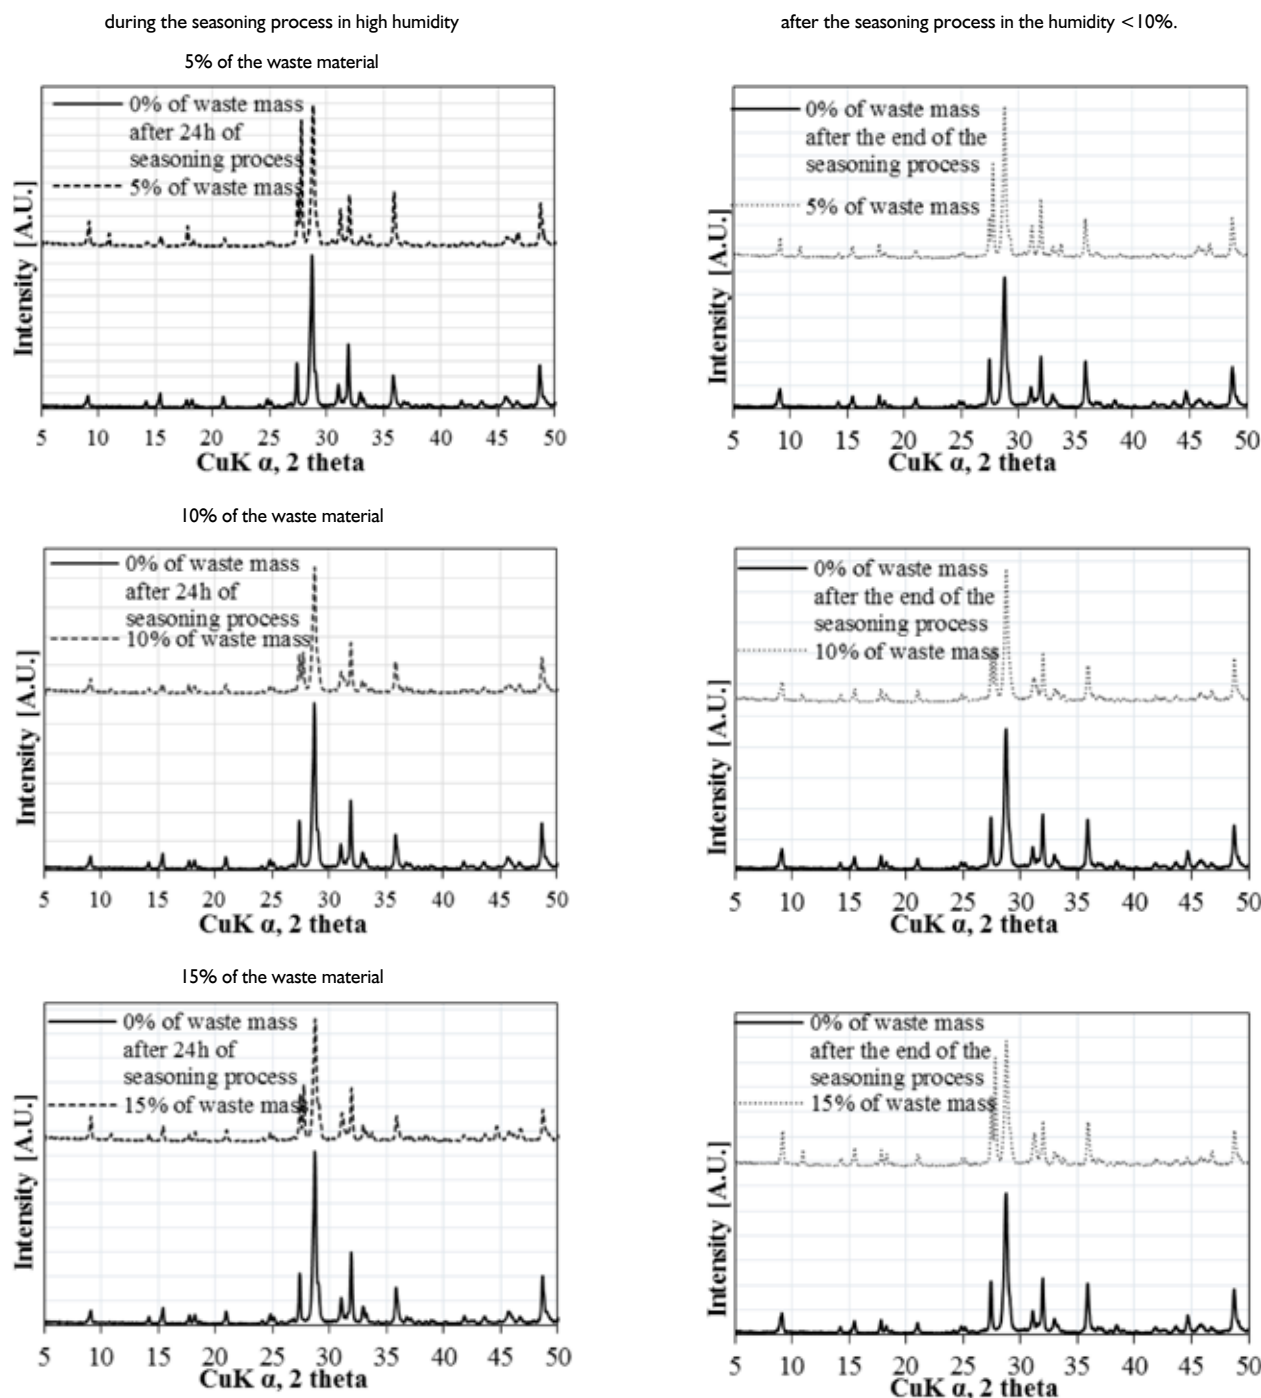 during the seasoning process in high humidity
after the seasoning process in the humidity <10%.
5% of the waste material
0% of waste mass
after 24h of
seasoning process
5% of waste mass
Intensity [A.U.]
5 10 15 20 25 30 35 40 45 50
CuK α, 2 theta
0% of waste mass
after the end of the
seasoning process
5% of waste mass
Intensity [A.U.]
5 10 15 20 25 30 35 40 45 50
CuK α, 2 theta
10% of the waste material
0% of waste mass
after 24h of
seasoning process
10% of waste mass
Intensity [A.U.]
5 10 15 20 25 30 35 40 45 50
CuK α, 2 theta
0% of waste mass
after the end of the
seasoning process
10% of waste mass
Intensity [A.U.]
5 10 15 20 25 30 35 40 45 50
CuK α, 2 theta
15% of the waste material
0% of waste mass
after 24h of
seasoning process
15% of waste mass
Intensity [A.U.]
5 10 15 20 25 30 35 40 45 50
CuK α, 2 theta
0% of waste mass
after the end of the
seasoning process
15% of waste mass
Intensity [A.U.]
5 10 15 20 25 30 35 40 45 50
CuK α, 2 theta